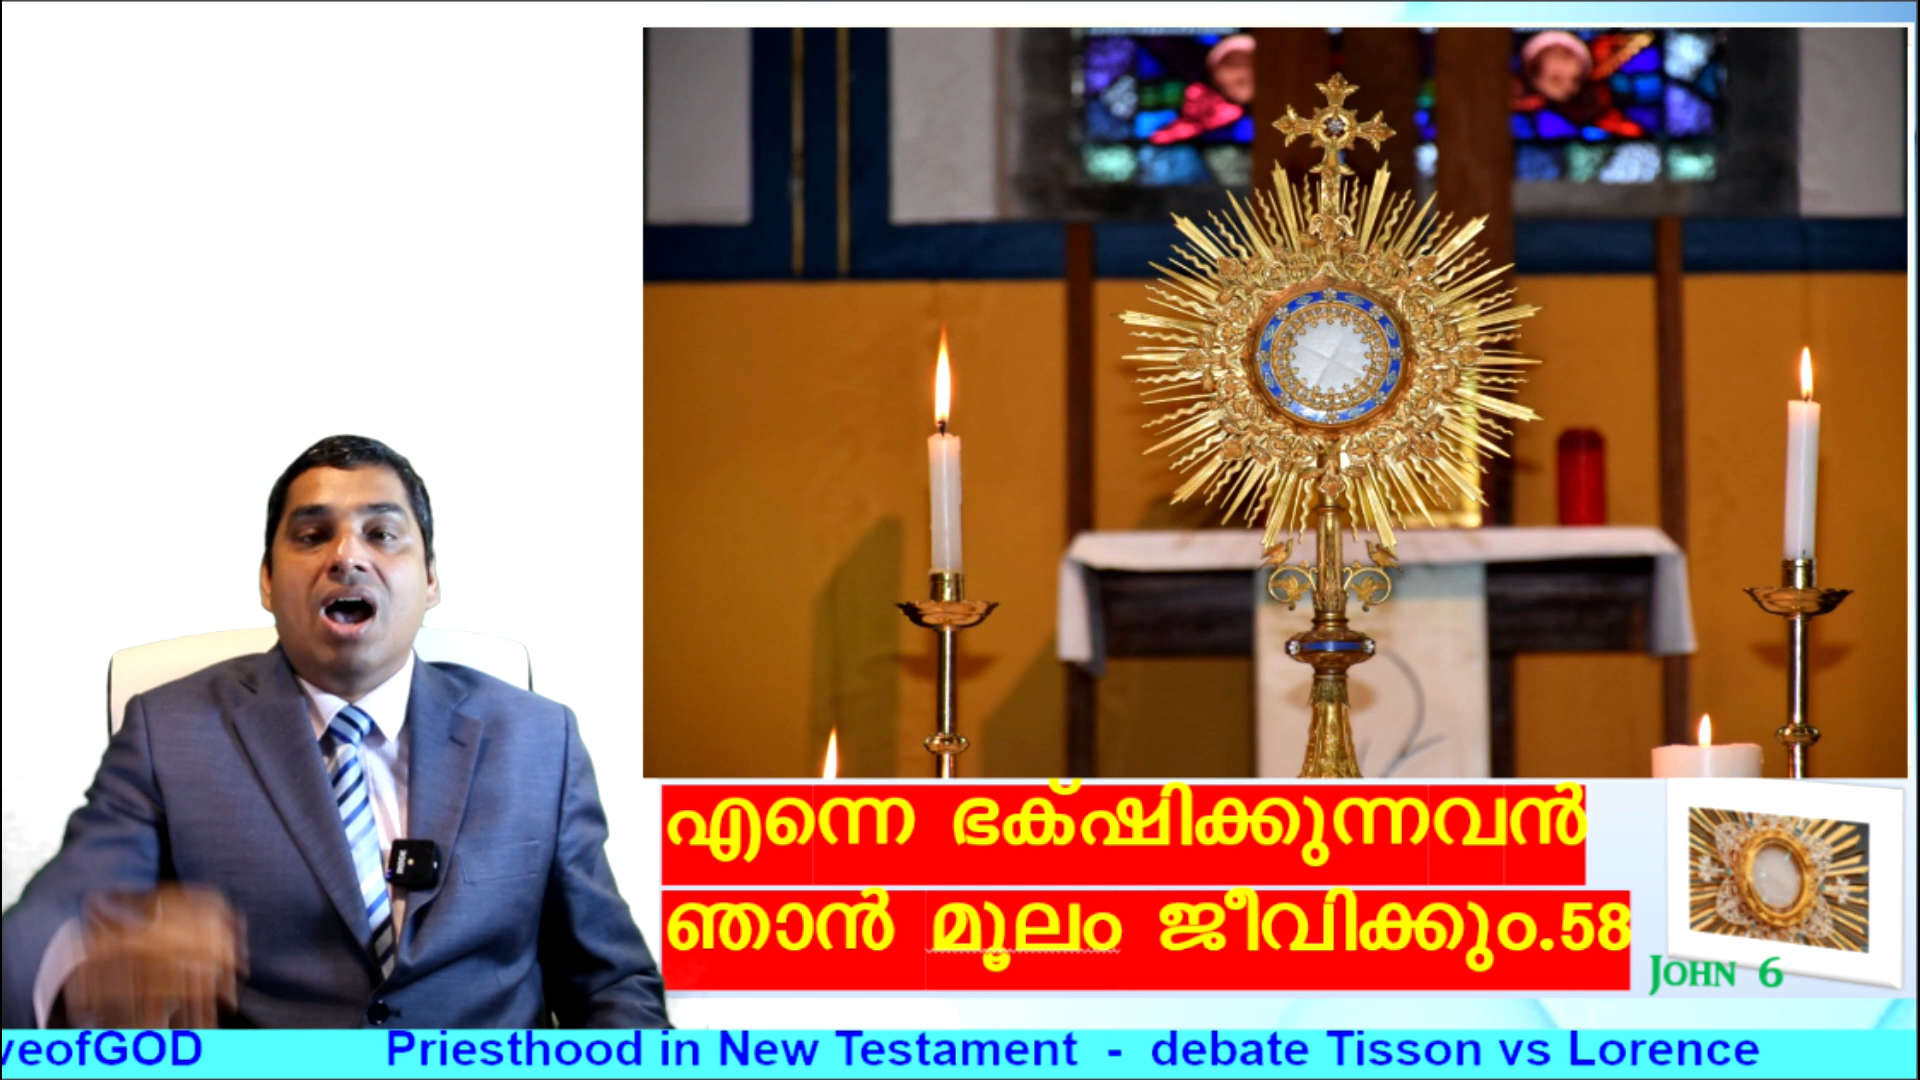 എന്നെ ഭക്ഷിക്കുന്നവൻ
ഞാൻ മൂലം ജീവിക്കും.58
JOHN 6
veofGOD Priesthood in New Testament - debate Tisson vs Lorence